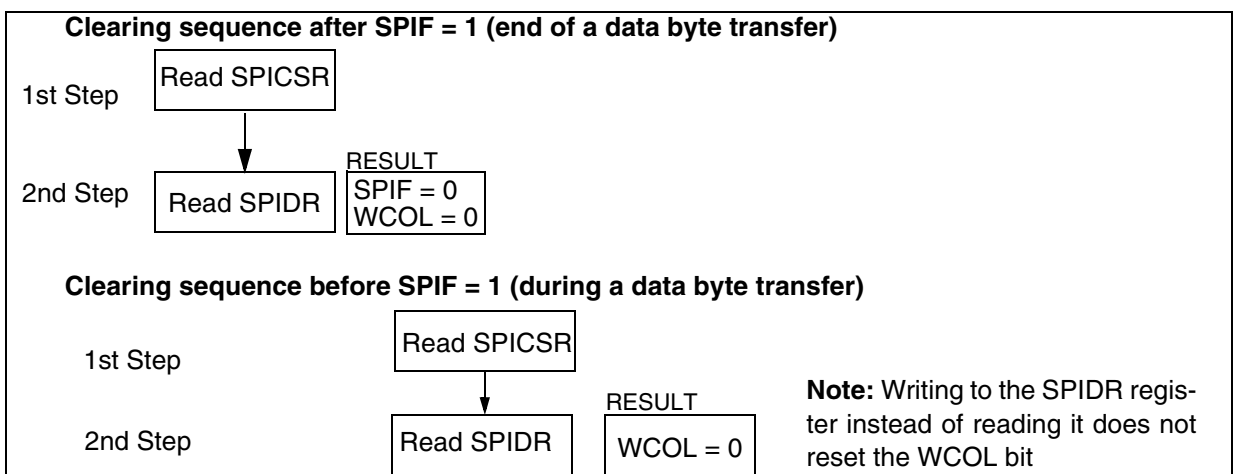 Clearing sequence after SPIF = 1 (end of a data byte transfer)
1st Step
Read SPICSR
2nd Step
Read SPIDR
RESULT
SPIF = 0
WCOL = 0
Clearing sequence before SPIF = 1 (during a data byte transfer)
1st Step
Read SPICSR
2nd Step
Read SPIDR
RESULT
WCOL = 0
Note: Writing to the SPIDR regis-
ter instead of reading it does not
reset the WCOL bit